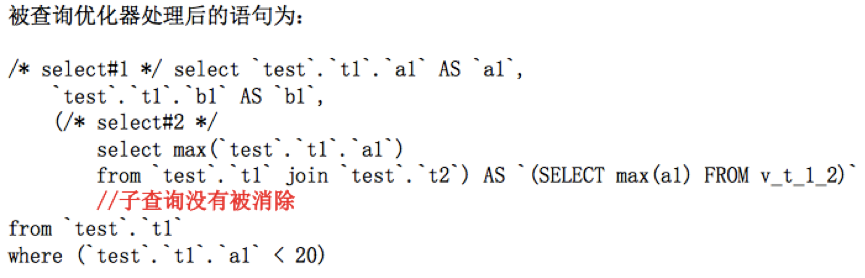 被查询优化器处理后的语句为:
/* select#1 */ select `test`.`t1`.`a1` AS `a1`,
`test`.`t1`.`b1` AS `b1`,
(/* select#2 */
select max(`test`.`t1`.`a1`)
from `test`.`t1` join `test`.`t2`) AS `(SELECT max(a1) FROM v_t_1_2)`
//子查询没有被消除
from `test`.`t1`
where (`test`.`t1`.`a1` < 20)